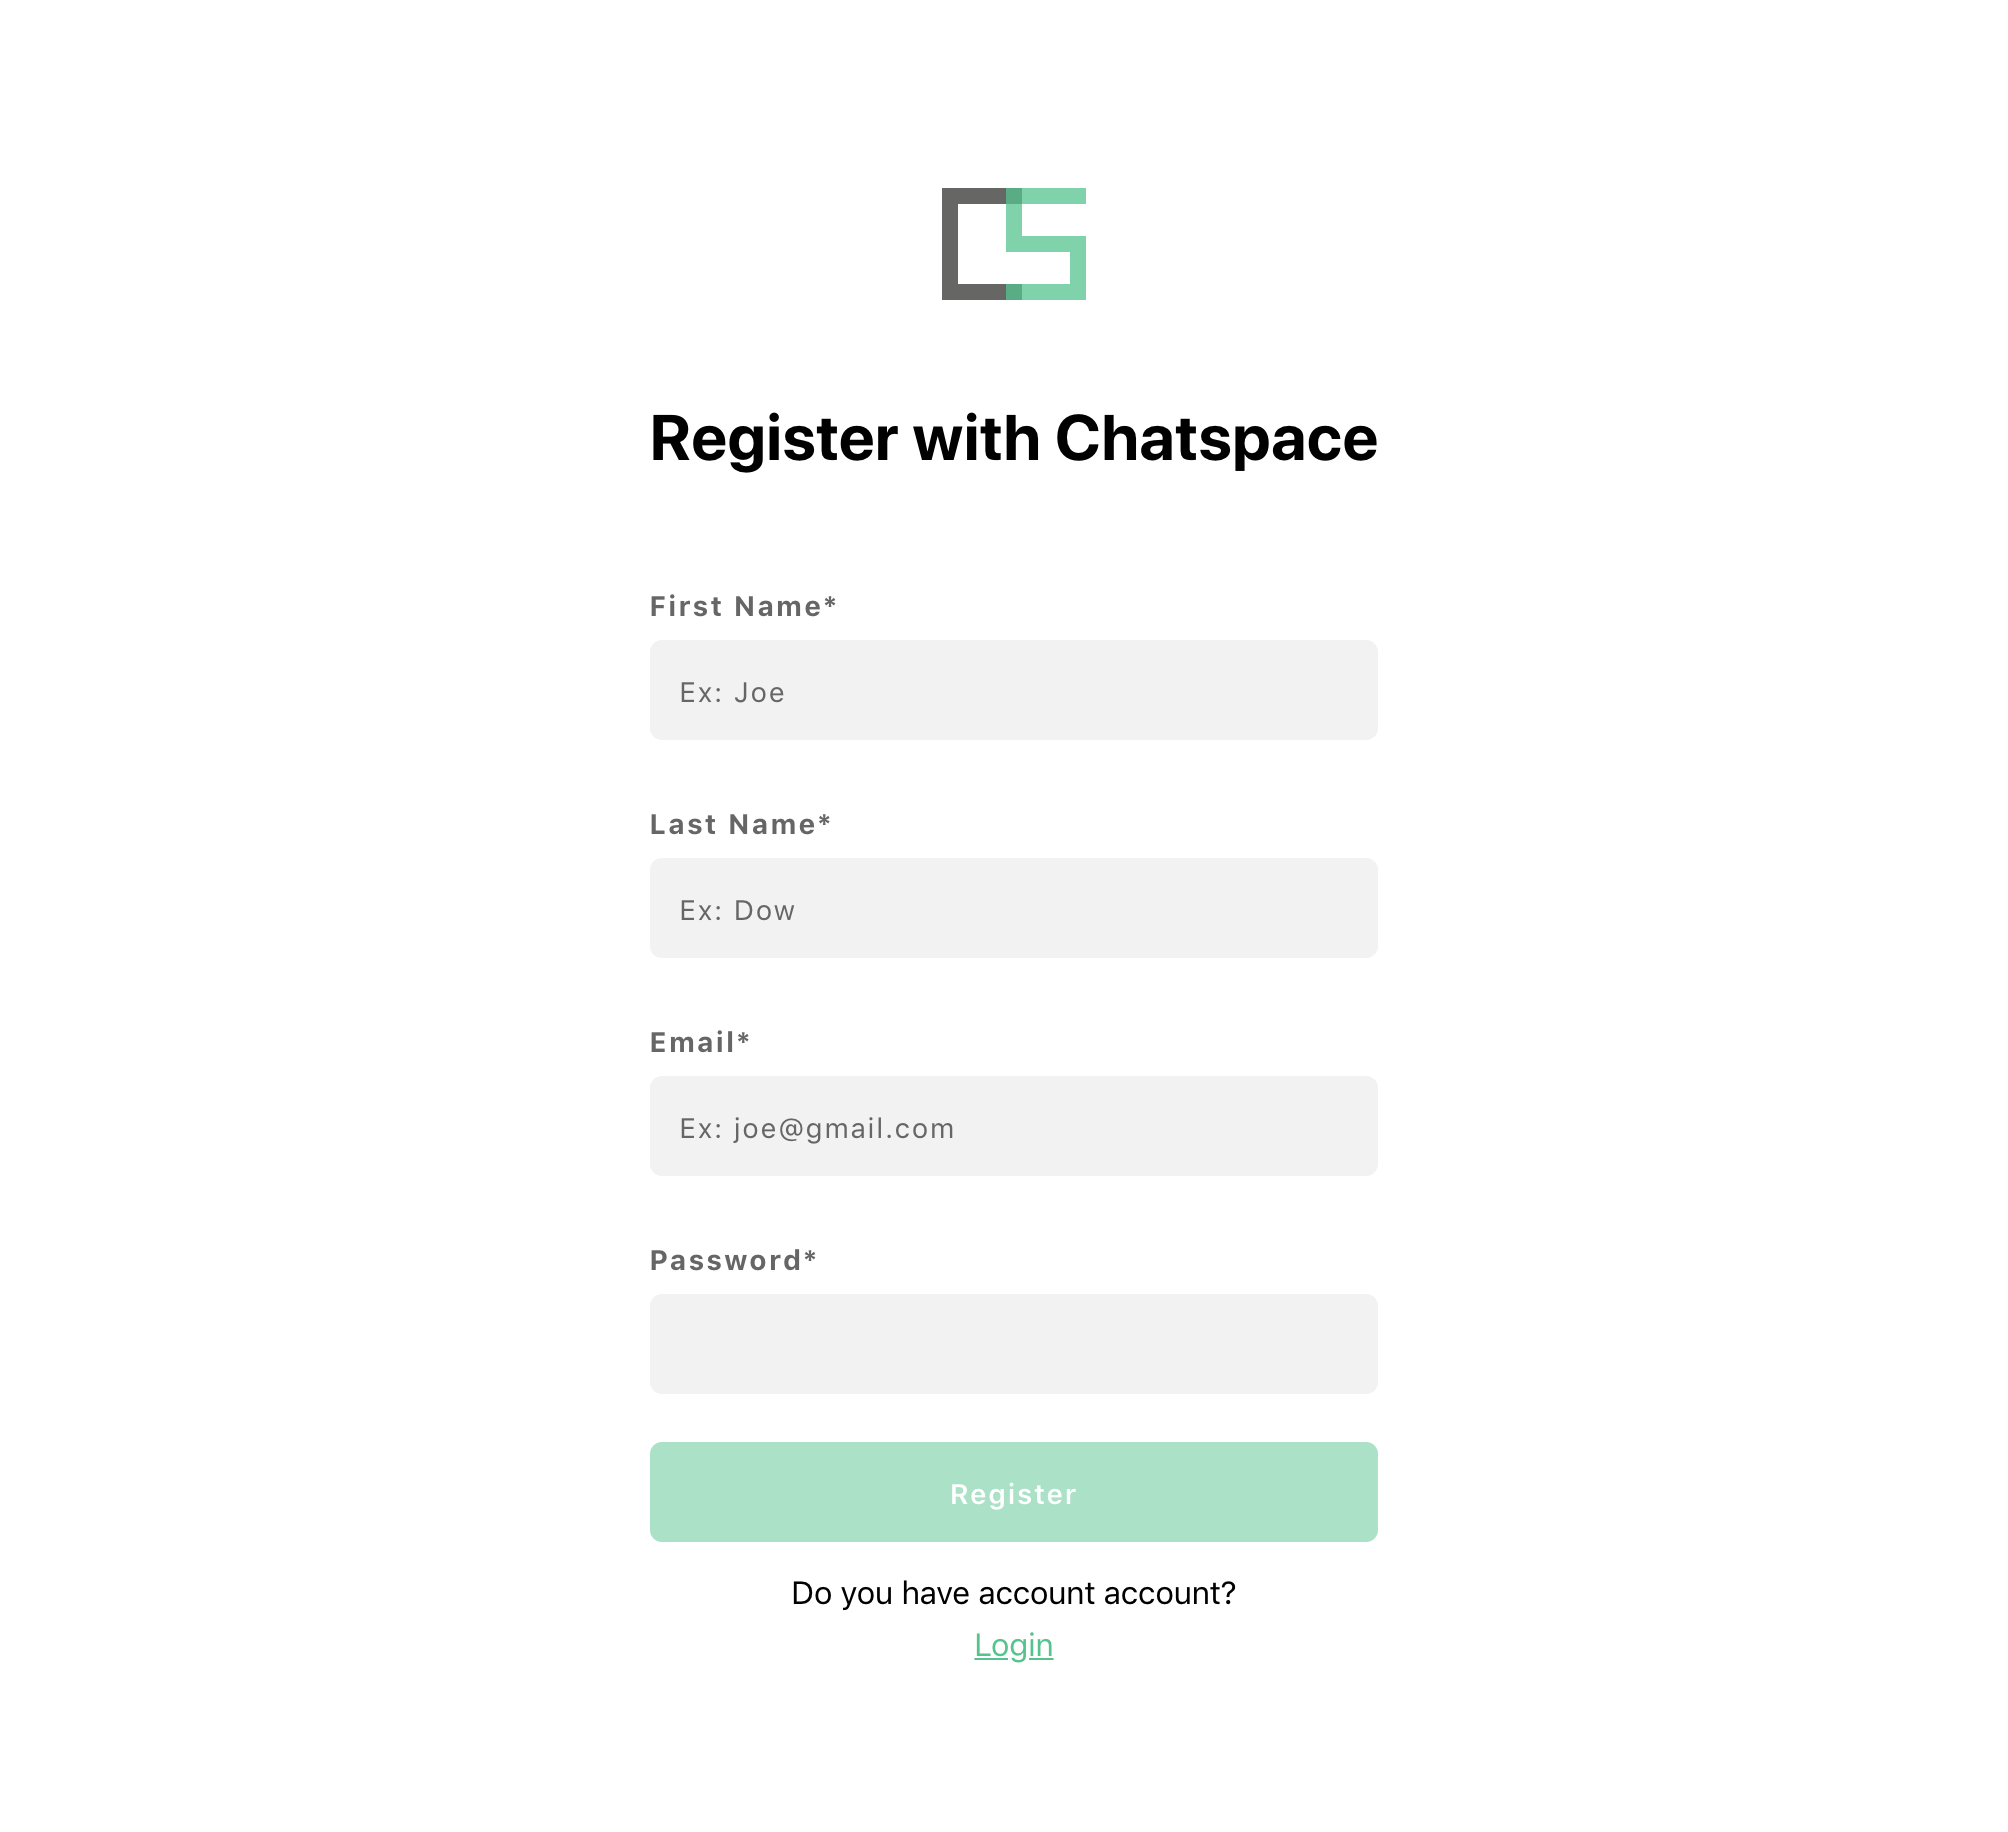 CS
Register with Chatspace
First Name*
Ex: Joe
Last Name*
Ex: Dow
Email*
Ex: joe@gmail.com
Password*
Register
Do you have account account?
Login